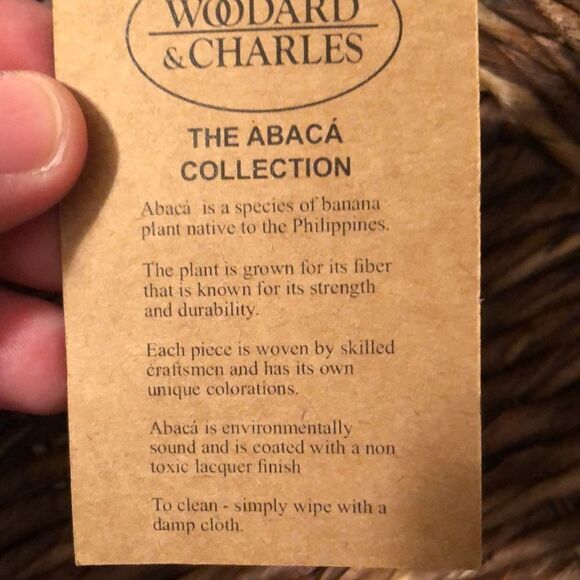 WOODARD
& CHARLES
THE ABACÁ
COLLECTION
Abacá is a species of banana
plant native to the Philippines.
The plant is grown for its fiber
that is known for its strength
and durability.
Each piece is woven by skilled
craftsmen and has its own
unique colorations.
Abacá is environmentally
sound and is coated with a non
toxic lacquer finish
To clean - simply wipe with a
damp cloth.